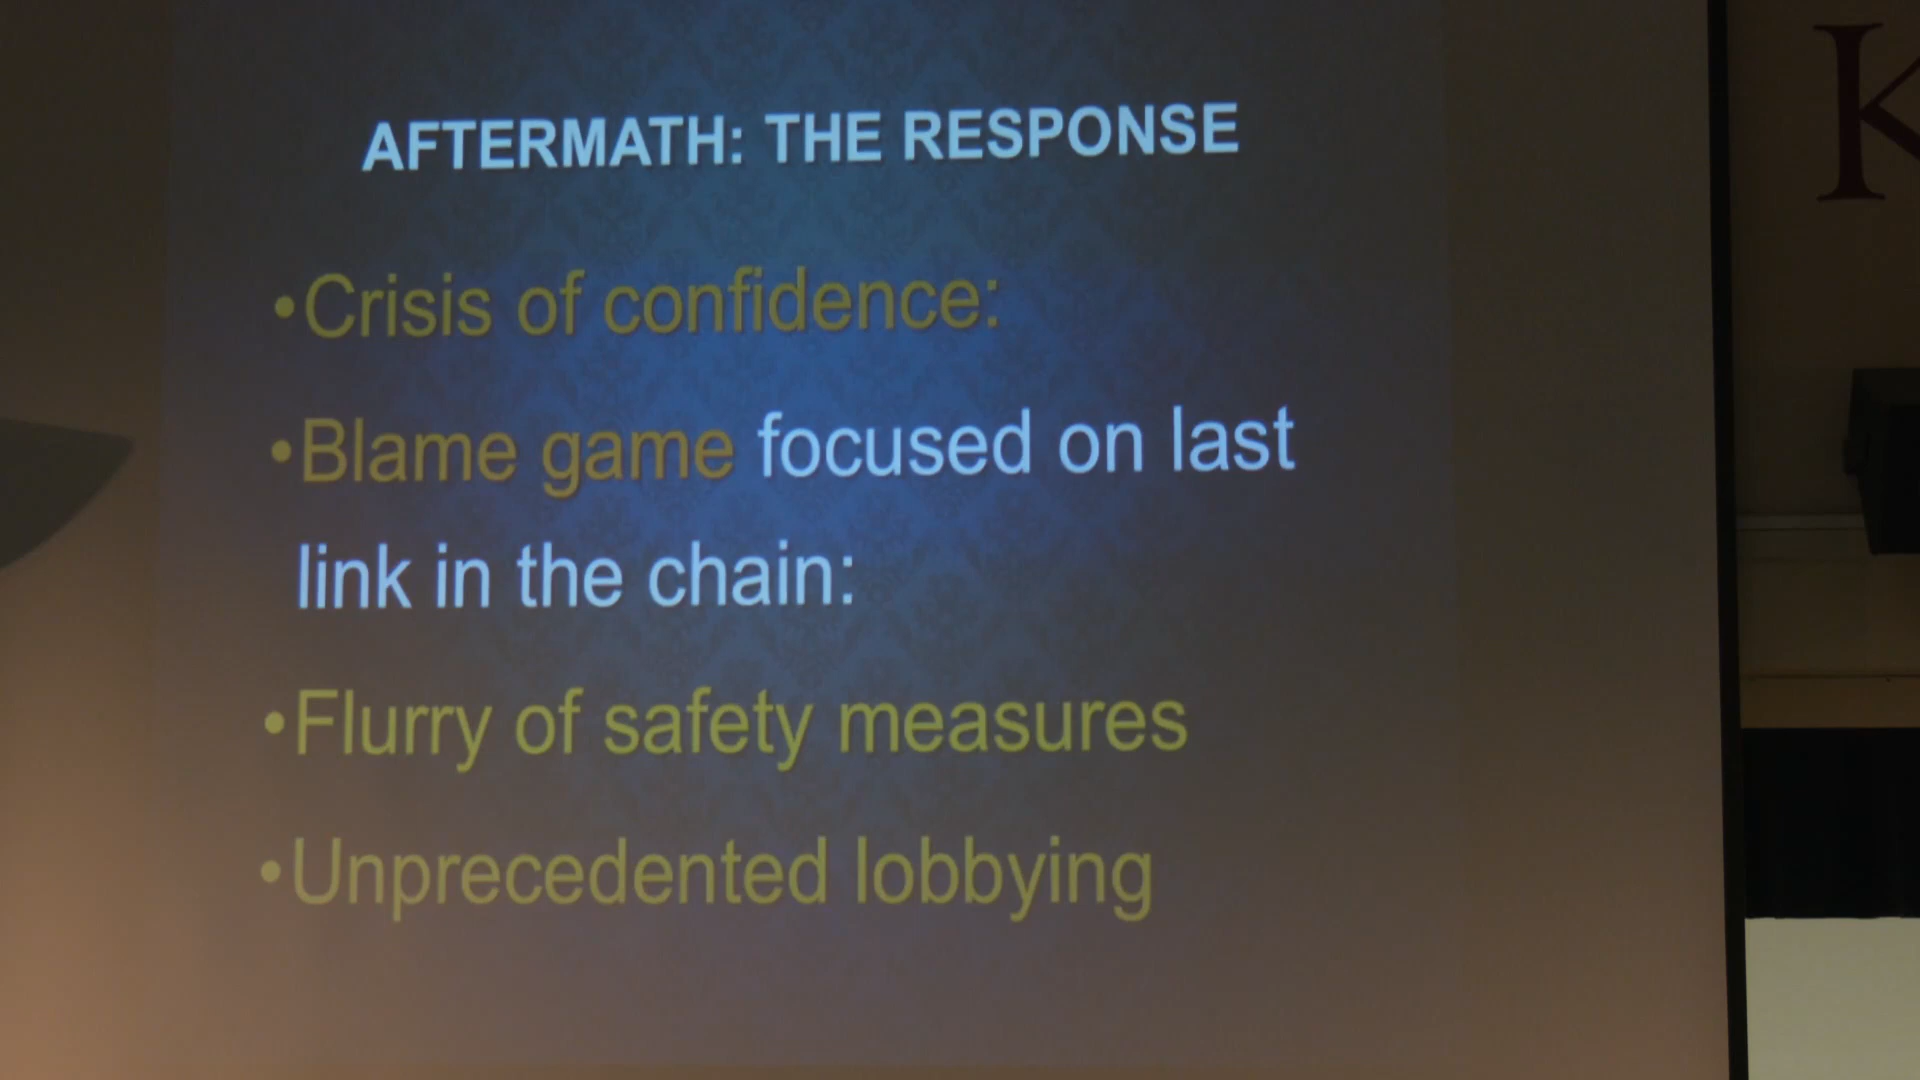 AFTERMATH: THE RESPONSE
•Crisis of confidence:
•Blame game focused on last
link in the chain:
•Flurry of safety measures
•Unprecedented lobbying
K